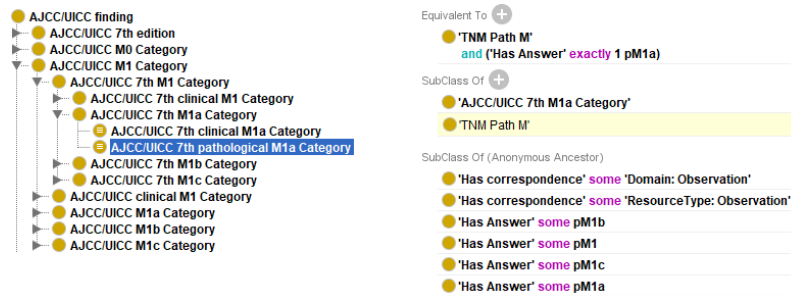 AJCC/UICC finding
AJCC/UICC 7th edition
AJCC/UICC M0 Category
AJCC/UICC M1 Category
AJCC/UICC 7th M1 Category
AJCC/UICC 7th clinical M1 Category
AJCC/UICC 7th M1a Category
AJCC/UICC 7th clinical M1a Category
AJCC/UICC 7th pathological M1a Category
AJCC/UICC 7th M1b Category
AJCC/UICC 7th M1c Category
AJCC/UICC clinical M1 Category
AJCC/UICC M1a Category
AJCC/UICC M1b Category
AJCC/UICC M1c Category
Equivalent To
'TNM Path M'
and ('Has Answer' exactly 1 pM1a)
SubClass Of
'AJCC/UICC 7th M1a Category'
'TNM Path M'
SubClass Of (Anonymous Ancestor)
'Has correspondence' some 'Domain: Observation'
'Has correspondence' some 'ResourceType: Observation'
'Has Answer' some pM1b
'Has Answer' some pM1
'Has Answer' some pM1c
'Has Answer' some pM1a